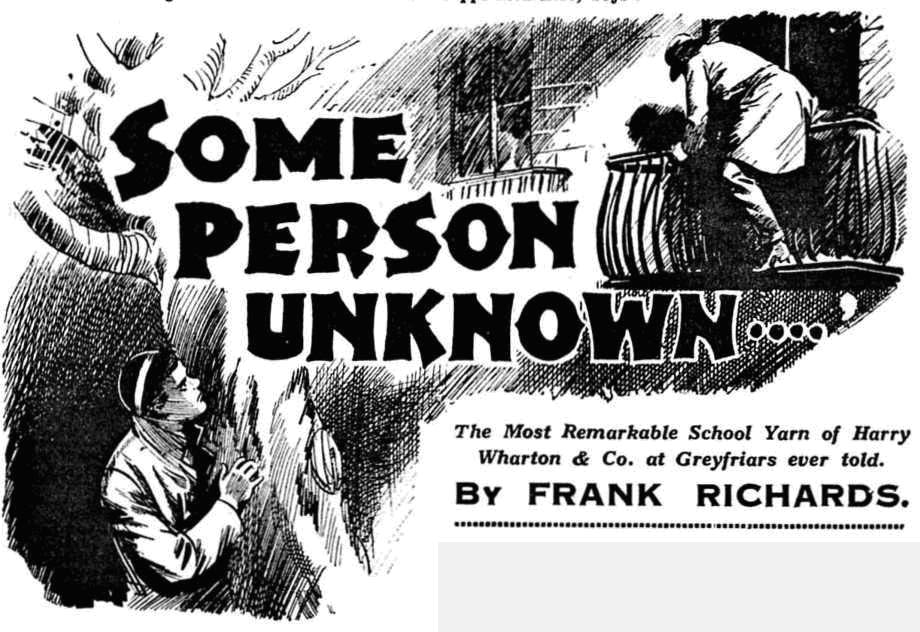 SOME
PERSON
UNKNOWN....
The Most Remarkable School Yarn of Harry
Wharton & Co. at Greyfriars ever told.
BY FRANK RICHARDS.